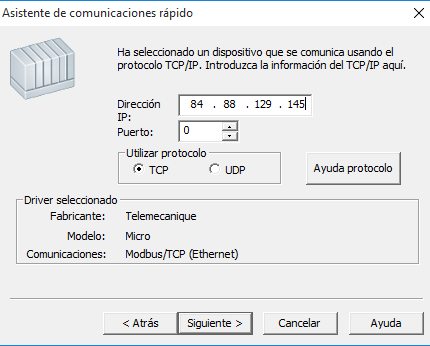 Asistente de comunicaciones rápido
Ha seleccionado un dispositivo que se comunica usando el
protocolo TCP/IP. Introduzca la información del TCP/IP aquí.
Dirección
IP:
84 . 88 . 129 . 145
Puerto:
0
Utilizar protocolo
TCP
UDP
Ayuda protocolo
Driver seleccionado
Fabricante: Telemecanique
Modelo: Micro
Comunicaciones: Modbus/TCP (Ethernet)
< Atrás
Siguiente >
Cancelar
Ayuda